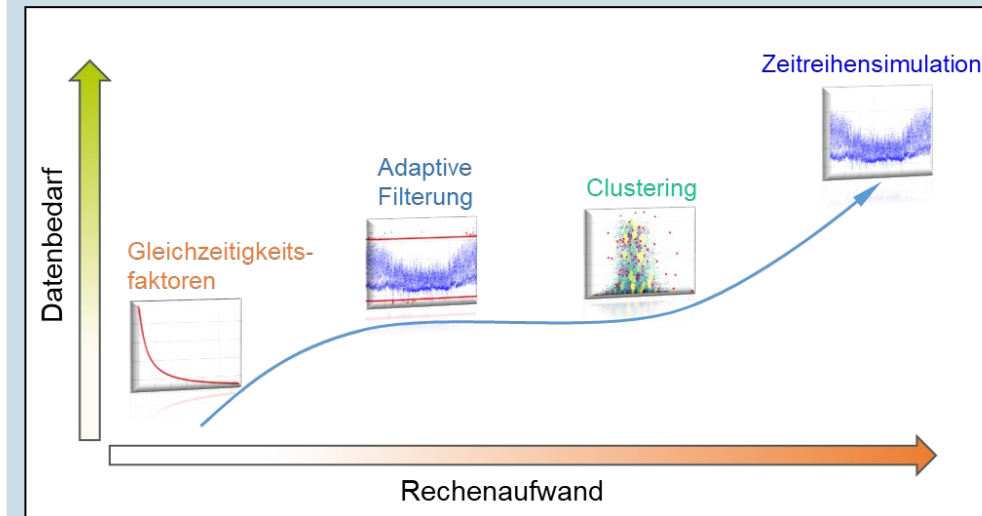 Zeitreihensimulation
Adaptive
Filterung
Clustering
Gleichzeitigkeits-
faktoren
Datenbedarf
Rechenaufwand